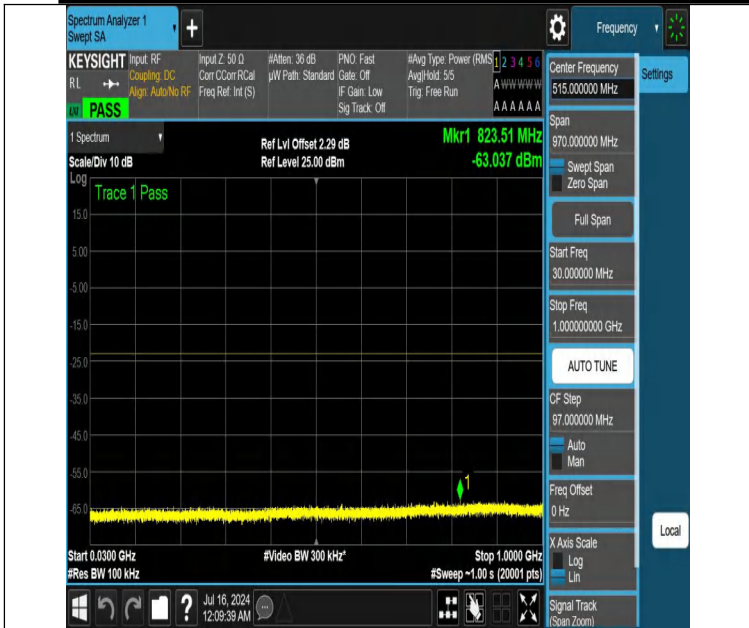 Spectrum Analyzer 1
Swept SA
Frequency
KEYSIGHT
RL
LXI
PASS
Input: RF
Coupling: DC
Align: Auto/No RF
Input Z: 50 Ω
Corr CCorr RCal
Freq Ref: Int (S)
#Atten: 36 dB
µW Path: Standard
PNO: Fast
Gate: Off
IF Gain: Low
Sig Track: Off
#Avg Type: Power (RMS
Avg|Hold: 5/5
Trig: Free Run
1 2 3 4 5 6
A W W W W W
A A A A A A
Center Frequency
515.000000 MHz
Settings
1 Spectrum
Scale/Div 10 dB
Ref Lvl Offset 2.29 dB
Ref Level 25.00 dBm
Mkr1 823.51 MHz
-63.037 dBm
Log
Trace 1 Pass
15.0
5.00
-5.00
-15.0
-25.0
-35.0
-45.0
-55.0
-65.0
1
Start 0.0300 GHz
#Res BW 100 kHz
#Video BW 300 kHz*
Stop 1.0000 GHz
#Sweep ~1.00 s (20001 pts)
Span
970.000000 MHz
Swept Span
Zero Span
Full Span
Start Freq
30.000000 MHz
Stop Freq
1.000000000 GHz
AUTO TUNE
CF Step
97.000000 MHz
Auto
Man
Freq Offset
0 Hz
X Axis Scale
Log
Lin
Signal Track
(Span Zoom)
Local
?
Jul 16, 2024
12:09:39 AM